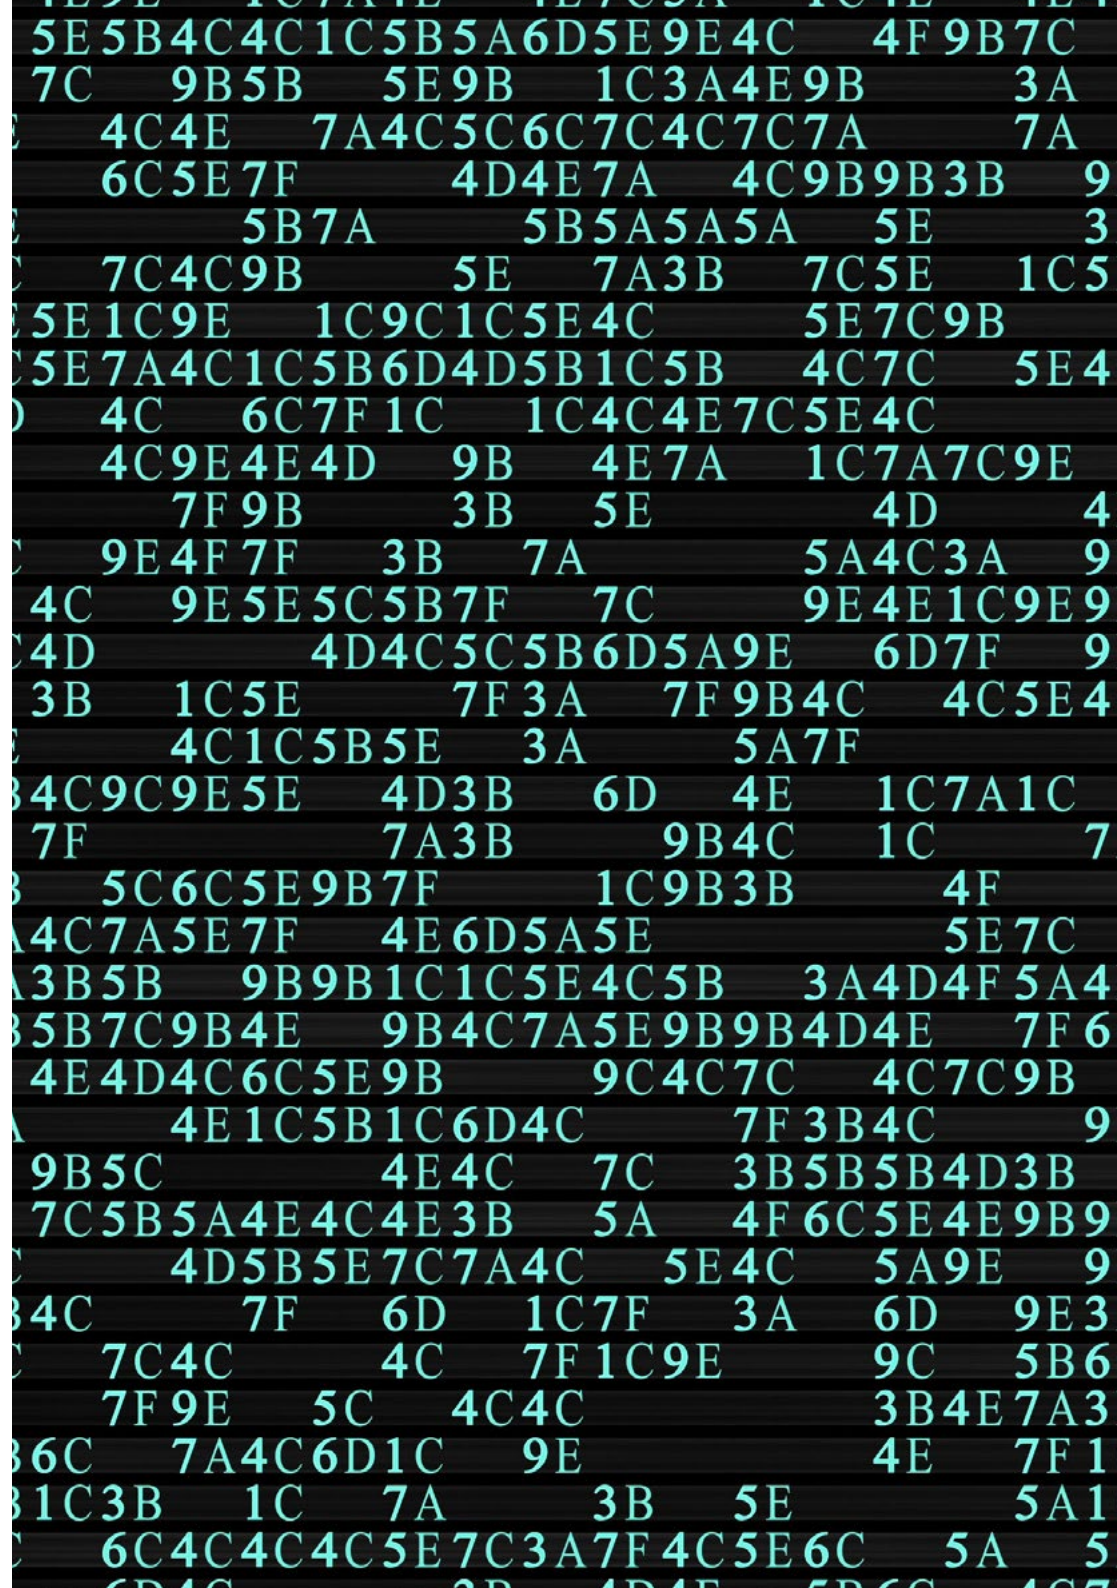 5E5B4C4C1C5B5A6D5E9E4C 4F9B7C
7C 9B5B 5E9B 1C3A4E9B 3A
4C4E 7A4C5C6C7C4C7C7A 7A
6C5E7F 4D4E7A 4C9B9B3B 9
5B7A 5B5A5A5A 5E 3
7C4C9B 5E 7A3B 7C5E 1C5
5E1C9E 1C9C1C5E4C 5E7C9B
5E7A4C1C5B6D4D5B1C5B 4C7C 5E4
4C 6C7F1C 1C4C4E7C5E4C
4C9E4E4D 9B 4E7A 1C7A7C9E
7F9B 3B 5E 4D 4
9E4F7F 3B 7A 5A4C3A 9
4C 9E5E5C5B7F 7C 9E4E1C9E9
4D 4D4C5C5B6D5A9E 6D7F 9
3B 1C5E 7F3A 7F9B4C 4C5E4
4C1C5B5E 3A 5A7F
4C9C9E5E 4D3B 6D 4E 1C7A1C
7F 7A3B 9B4C 1C 7
5C6C5E9B7F 1C9B3B 4F
4C7A5E7F 4E6D5A5E 5E7C
3B5B 9B9B1C1C5E4C5B 3A4D4F5A4
5B7C9B4E 9B4C7A5E9B9B4D4E 7F6
4E4D4C6C5E9B 9C4C7C 4C7C9B
4E1C5B1C6D4C 7F3B4C 9
9B5C 4E4C 7C 3B5B5B4D3B
7C5B5A4E4C4E3B 5A 4F6C5E4E9B9
4D5B5E7C7A4C 5E4C 5A9E 9
4C 7F 6D 1C7F 3A 6D 9E3
7C4C 4C 7F1C9E 9C 5B6
7F9E 5C 4C4C 3B4E7A3
6C 7A4C6D1C 9E 4E 7F1
1C3B 1C 7A 3B 5E 5A1
6C4C4C4C5E7C3A7F4C5E6C 5A 5